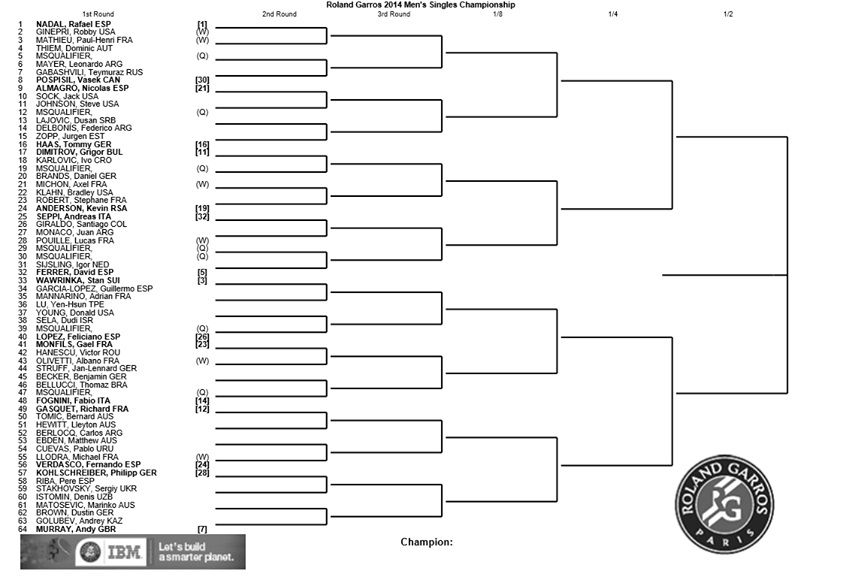 Roland Garros 2014 Men's Singles Championship
1st Round 2nd Round 3rd Round 1/8 1/4 1/2
1 NADAL, Rafael ESP [1]
2 GINEPRI, Robby USA (W)
3 MATHIEU, Paul-Henri FRA (W)
4 THIEM, Dominic AUT
5 MSQUALIFIER, (Q)
6 MAYER, Leonardo ARG
7 GABASHVILI, Teymuraz RUS
8 POSPISIL, Vasek CAN [30]
9 ALMAGRO, Nicolas ESP [21]
10 SOCK, Jack USA
11 JOHNSON, Steve USA
12 MSQUALIFIER, (Q)
13 LAJOVIC, Dusan SRB
14 DELBONIS, Federico ARG
15 ZOPP, Jurgen EST
16 HAAS, Tommy GER [16]
17 DIMITROV, Grigor BUL [11]
18 KARLOVIC, Ivo CRO
19 MSQUALIFIER, (Q)
20 BRANDS, Daniel GER
21 MICHON, Axel FRA (W)
22 KLAHN, Bradley USA
23 ROBERT, Stephane FRA
24 ANDERSON, Kevin RSA [19]
25 SEPPI, Andreas ITA [32]
26 GIRALDO, Santiago COL
27 MONACO, Juan ARG
28 POUILLE, Lucas FRA (W)
29 MSQUALIFIER, (Q)
30 MSQUALIFIER, (Q)
31 SIJSLING, Igor NED
32 FERRER, David ESP [5]
33 WAWRINKA, Stan SUI [3]
34 GARCIA-LOPEZ, Guillermo ESP
35 MANNARINO, Adrian FRA
36 LU, Yen-Hsun TPE
37 YOUNG, Donald USA
38 SELA, Dudi ISR
39 MSQUALIFIER, (Q)
40 LOPEZ, Feliciano ESP [26]
41 MONFILS, Gael FRA [23]
42 HANESCU, Victor ROU
43 OLIVETTI, Albano FRA (W)
44 STRUFF, Jan-Lennard GER
45 BECKER, Benjamin GER
46 BELLUCCI, Thomaz BRA
47 MSQUALIFIER, (Q)
48 FOGNINI, Fabio ITA [14]
49 GASQUET, Richard FRA [12]
50 TOMIC, Bernard AUS
51 HEWITT, Lleyton AUS
52 BERLOCQ, Carlos ARG
53 EBDEN, Matthew AUS
54 CUEVAS, Pablo URU
55 LLODRA, Michael FRA (W)
56 VERDASCO, Fernando ESP [24]
57 KOHLSCHREIBER, Philipp GER [28]
58 RIBA, Pere ESP
59 STAKHOVSKY, Sergiy UKR
60 ISTOMIN, Denis UZB
61 MATOSEVIC, Marinko AUS
62 BROWN, Dustin GER
63 GOLUBEV, Andrey KAZ
64 MURRAY, Andy GBR [7]
ROLAND GARROS
RG
PARIS
IBM
Let's build
a smarter planet.
Champion: